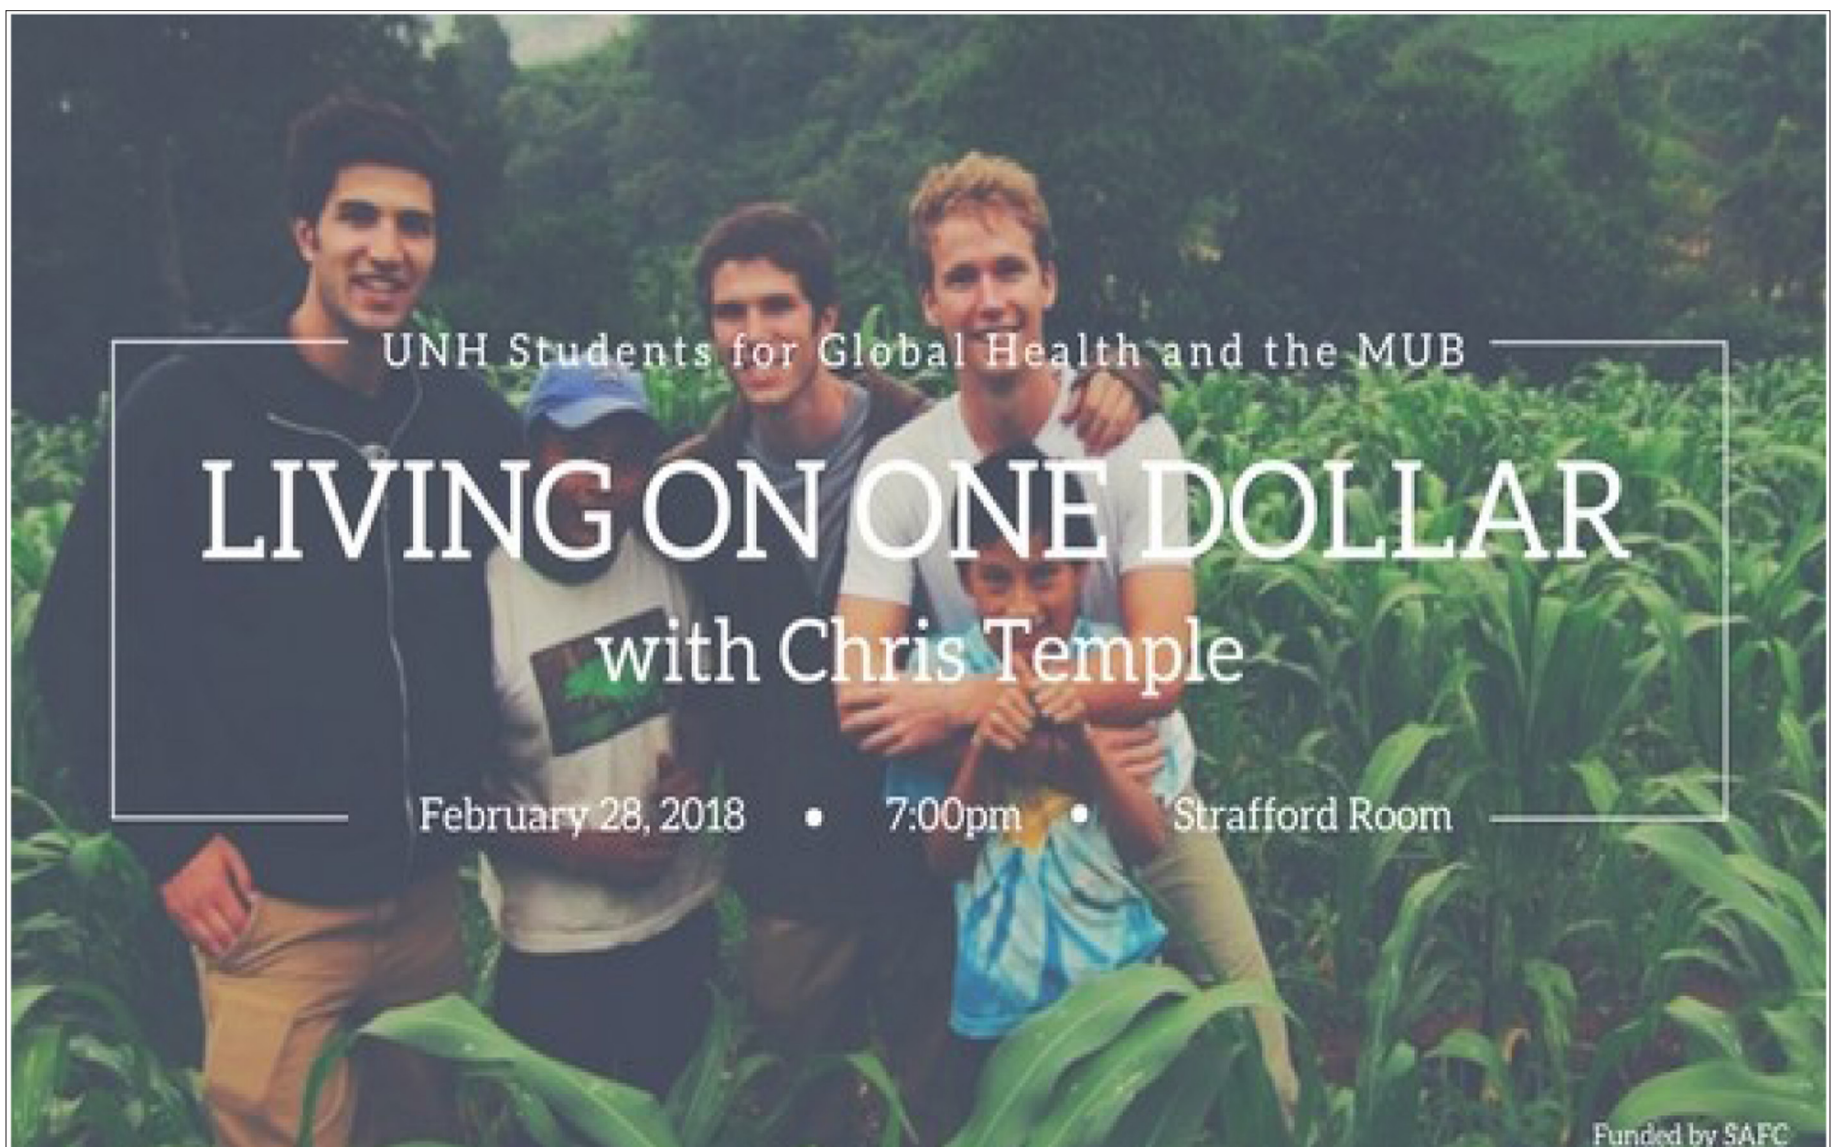 UNH Students for Global Health and the MUB
LIVING ON ONE DOLLAR
with Chris Temple
February 28, 2018 • 7:00pm • Strafford Room
Funded by SAFC